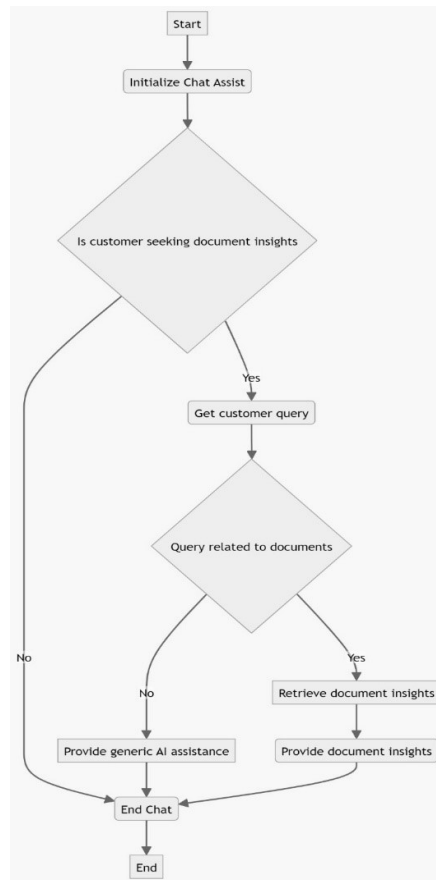 Start
Initialize Chat Assist
Is customer seeking document insights
Yes
Get customer query
Query related to documents
No
Yes
No
Retrieve document insights
Provide generic AI assistance
Provide document insights
End Chat
End